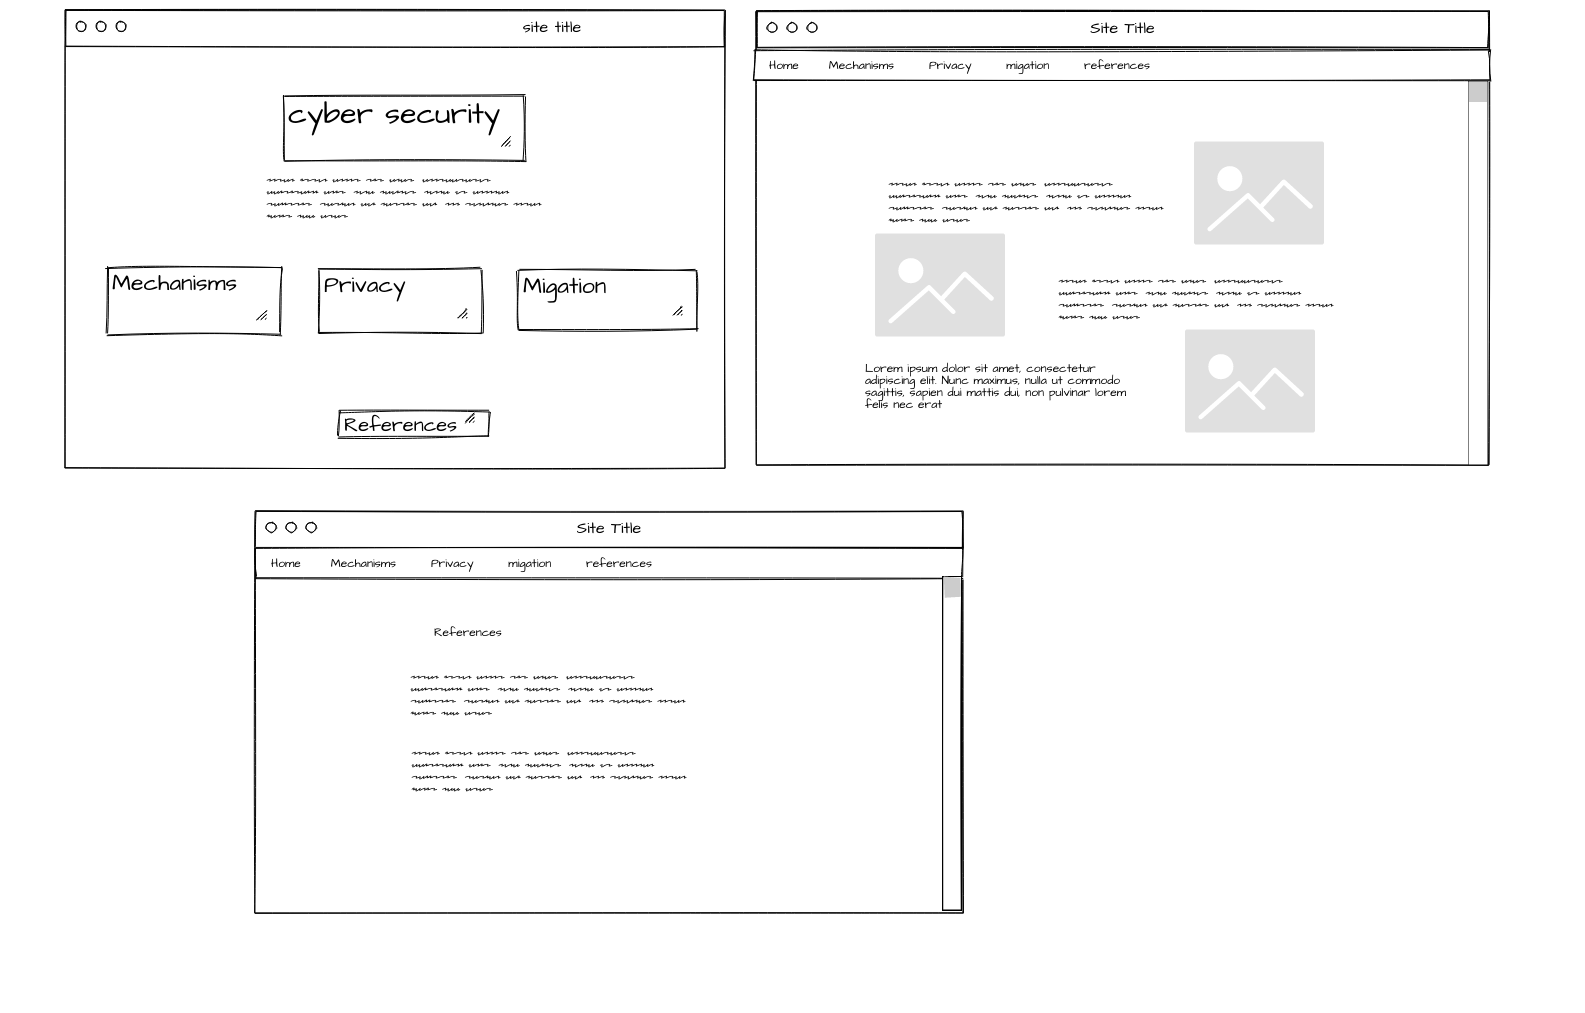 site title
cyber security
Mechanisms
Privacy
Migation
References
Site Title
Home Mechanisms Privacy migation references
Lorem ipsum dolor sit amet, consectetur
adipiscing elit. Nunc maximus, nulla ut commodo
sagittis, sapien dui mattis dui, non pulvinar lorem
felis nec erat
Site Title
Home Mechanisms Privacy migation references
References